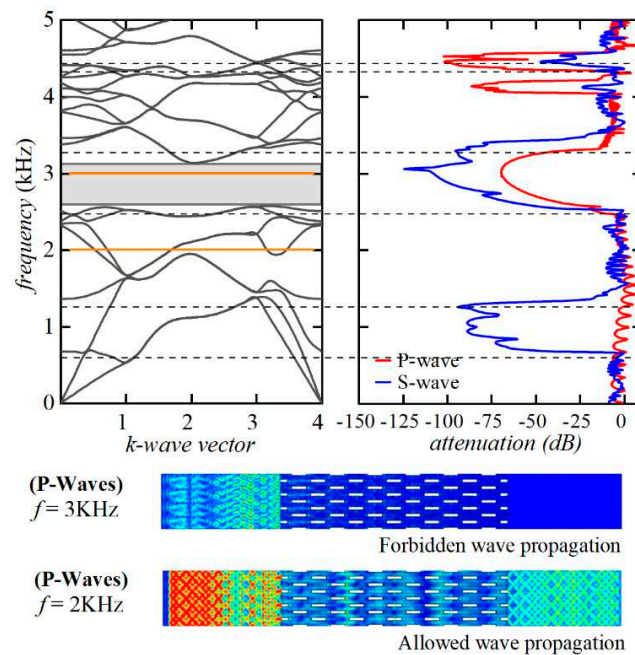 5
4
3
2
1
0
frequency (kHz)
1 2 3 4
k-wave vector
P-wave
S-wave
-150 -125 -100 -75 -50 -25 0
attenuation (dB)
(P-Waves)
f = 3KHz
Forbidden wave propagation
(P-Waves)
f = 2KHz
Allowed wave propagation